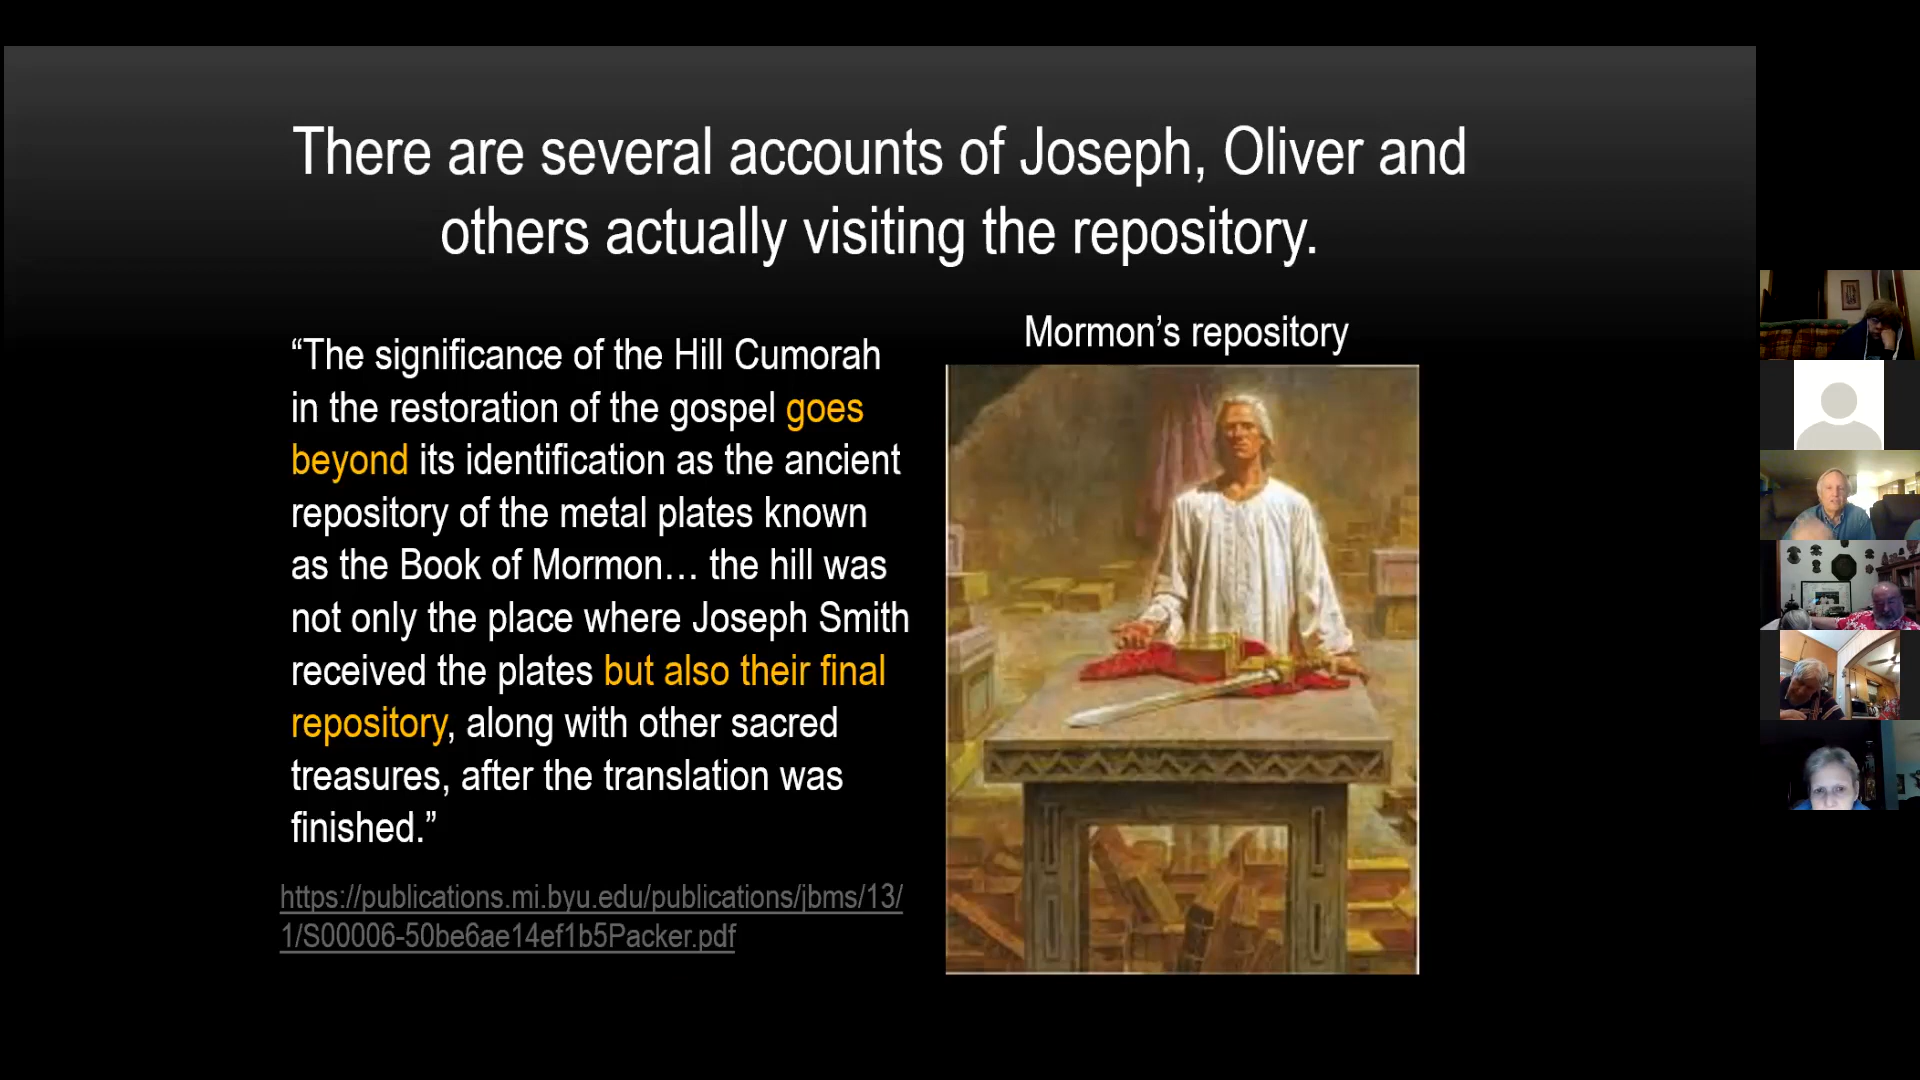 There are several accounts of Joseph, Oliver and
others actually visiting the repository.
“The significance of the Hill Cumorah
in the restoration of the gospel goes
beyond its identification as the ancient
repository of the metal plates known
as the Book of Mormon… the hill was
not only the place where Joseph Smith
received the plates but also their final
repository, along with other sacred
treasures, after the translation was
finished.”
https://publications.mi.byu.edu/publications/jbms/13/
1/S00006-50be6ae14ef1b5Packer.pdf
Mormon’s repository